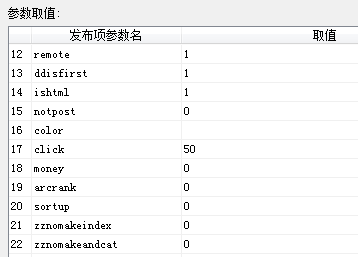 参数取值:
发布项参数名 取值
12 remote 1
13 ddisfirst 1
14 ishtml 1
15 notpost 0
16 color
17 click 50
18 money 0
19 arcrank 0
20 sortup 0
21 zznomakeindex 0
22 zznomakeandcat 0